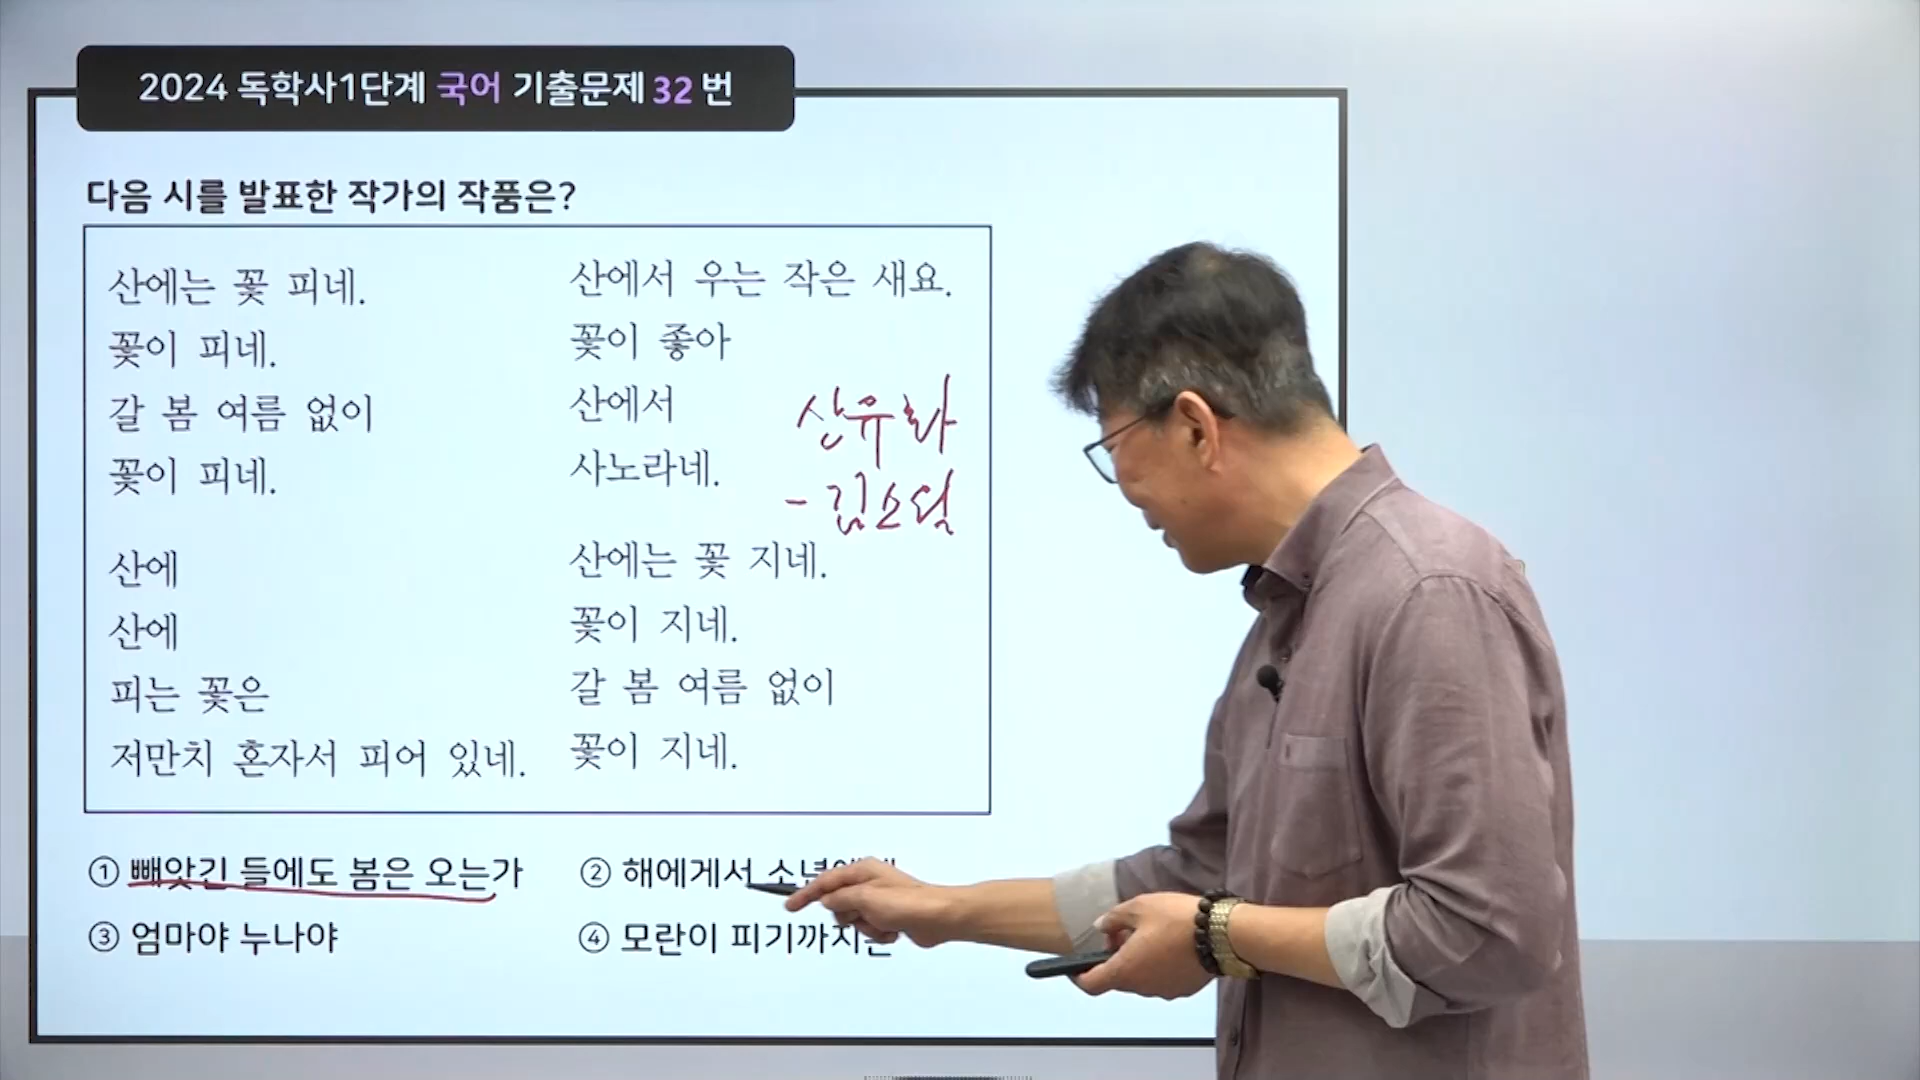 2024 독학사1단계 국어 기출문제 32 번
다음 시를 발표한 작가의 작품은?
산에는 꽃 피네.
꽃이 피네.
갈 봄 여름 없이
꽃이 피네.
산에
산에
피는 꽃은
저만치 혼자서 피어 있네.
산에서 우는 작은 새요.
꽃이 좋아
산에서
사노라네.
산유화
- 김소월
산에는 꽃 지네.
꽃이 지네.
갈 봄 여름 없이
꽃이 지네.
① 빼앗긴 들에도 봄은 오는가
② 해에게서
③ 엄마야 누나야
④ 모란이 피기까지는